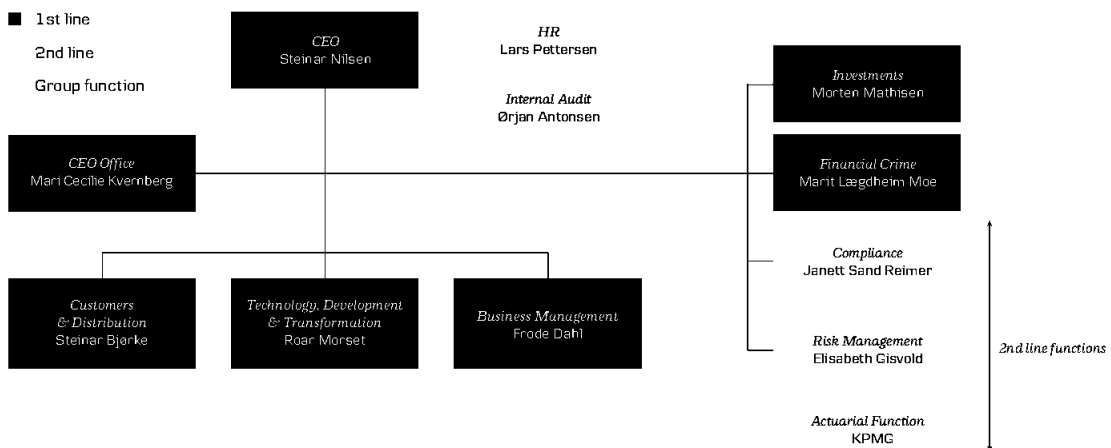 1st line
2nd line
Group function
CEO
Steinar Nilsen
HR
Lars Pettersen
Internal Audit
Ørjan Antonsen
Investments
Morten Mathisen
CEO Office
Mari Cecilie Kvernberg
Financial Crime
Marit Lægdheim Moe
Compliance
Janett Sand Reimer
Customers
& Distribution
Steinar Bjørke
Technology, Development
& Transformation
Roar Morset
Business Management
Frode Dahl
Risk Management
Elisabeth Gisvold
2nd line functions
Actuarial Function
KPMG